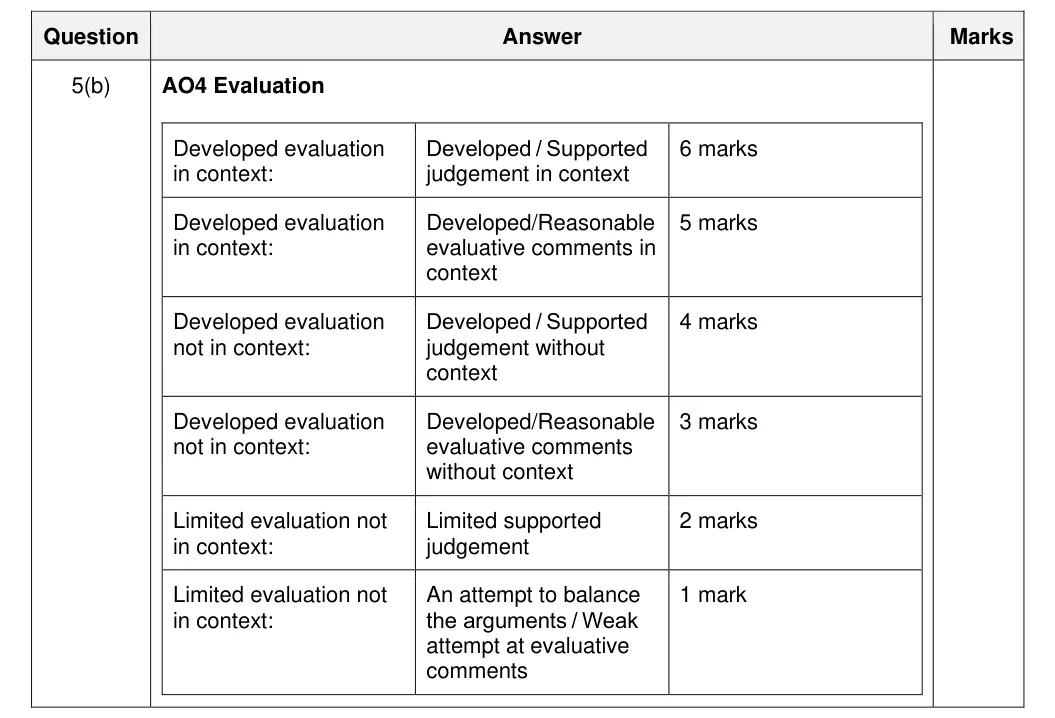 Question Answer Marks
5(b) AO4 Evaluation
Developed evaluation in context: Developed / Supported judgement in context 6 marks
Developed evaluation in context: Developed/Reasonable evaluative comments in context 5 marks
Developed evaluation not in context: Developed / Supported judgement without context 4 marks
Developed evaluation not in context: Developed/Reasonable evaluative comments without context 3 marks
Limited evaluation not in context: Limited supported judgement 2 marks
Limited evaluation not in context: An attempt to balance the arguments / Weak attempt at evaluative comments 1 mark